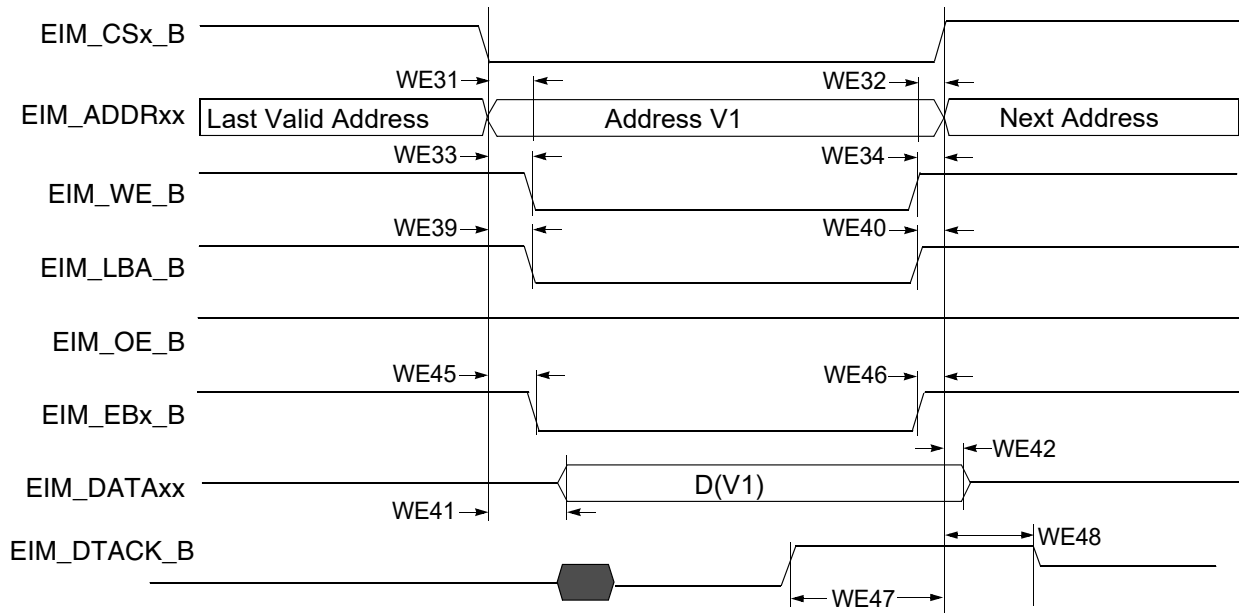 EIM_CSx_B
WE31
WE32
EIM_ADDRxx
Last Valid Address
Address V1
Next Address
WE33
WE34
EIM_WE_B
WE39
WE40
EIM_LBA_B
EIM_OE_B
WE45
WE46
EIM_EBx_B
WE42
EIM_DATAxx
D(V1)
WE41
EIM_DTACK_B
WE48
WE47